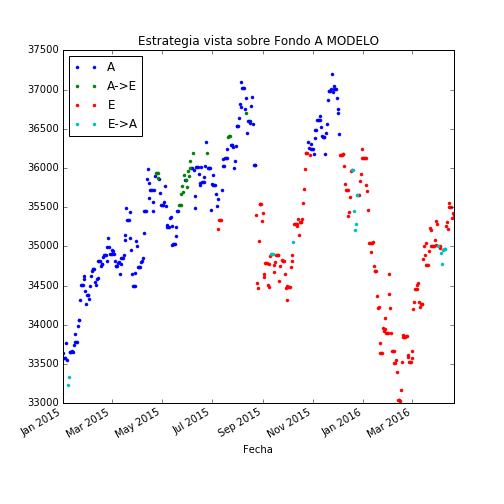 Estrategia vista sobre Fondo A MODELO
37500
37000
36500
36000
35500
35000
34500
34000
33500
33000
A
A->E
E
E->A
Jan 2015
Mar 2015
May 2015
Jul 2015
Sep 2015
Nov 2015
Jan 2016
Mar 2016
Fecha